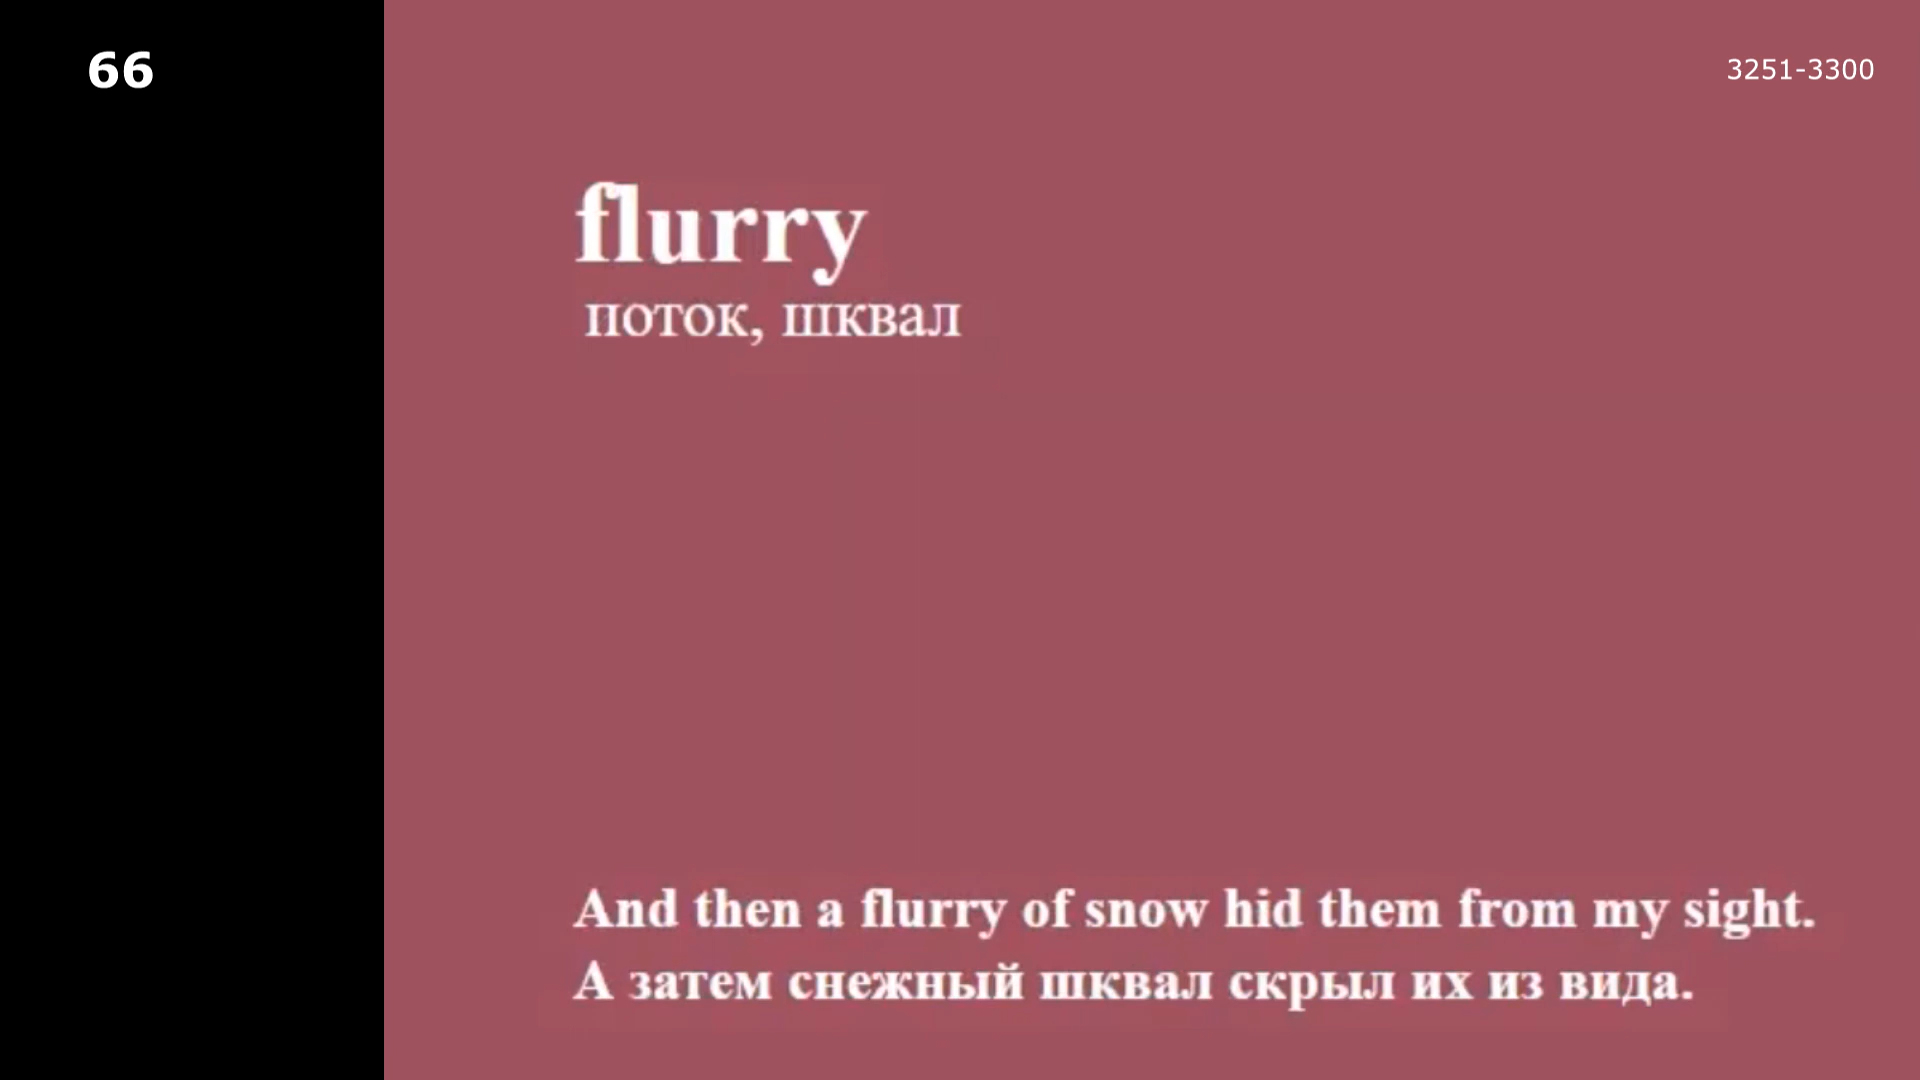 66
3251-3300
flurry
поток, шквал
And then a flurry of snow hid them from my sight.
А затем снежный шквал скрыл их из вида.